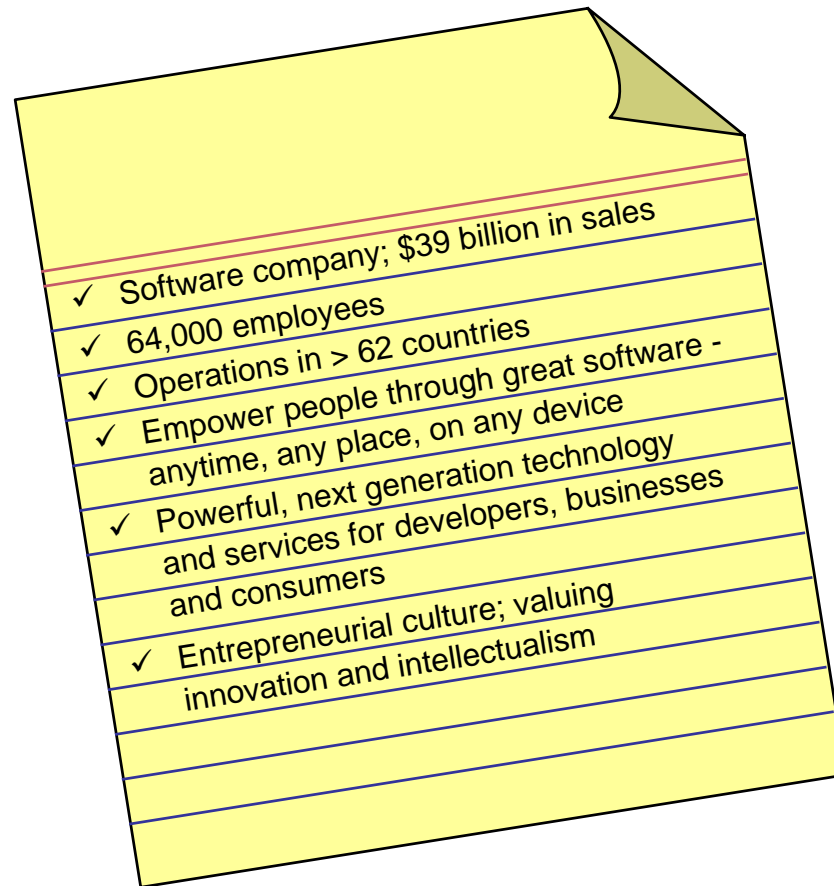 ✓ Software company; $39 billion in sales
✓ 64,000 employees
✓ Operations in > 62 countries
✓ Empower people through great software -
anytime, any place, on any device
✓ Powerful, next generation technology
and services for developers, businesses
and consumers
✓ Entrepreneurial culture; valuing
innovation and intellectualism